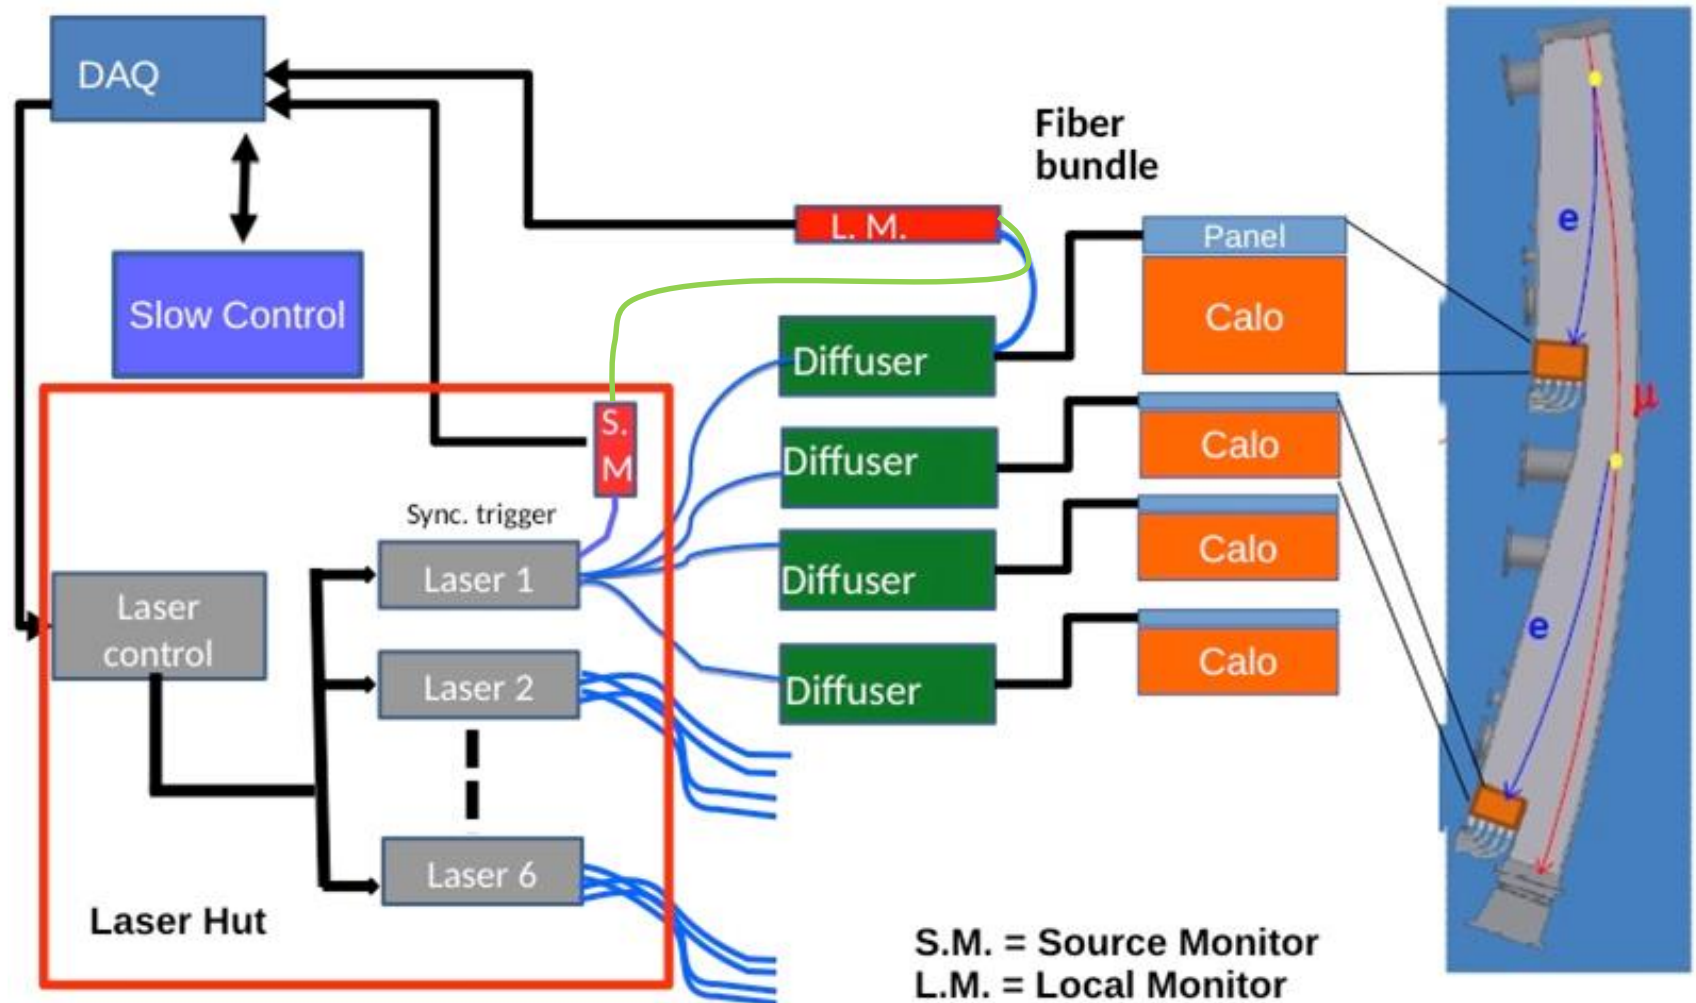 DAQ
Fiber
bundle
L. M.
Panel
e
Slow Control
Calo
Diffuser
S.
M
μ
Diffuser
Calo
Sync. trigger
Laser 1
Diffuser
Calo
Laser
control
e
Laser 2
Diffuser
Calo
Laser 6
Laser Hut
S.M. = Source Monitor
L.M. = Local Monitor